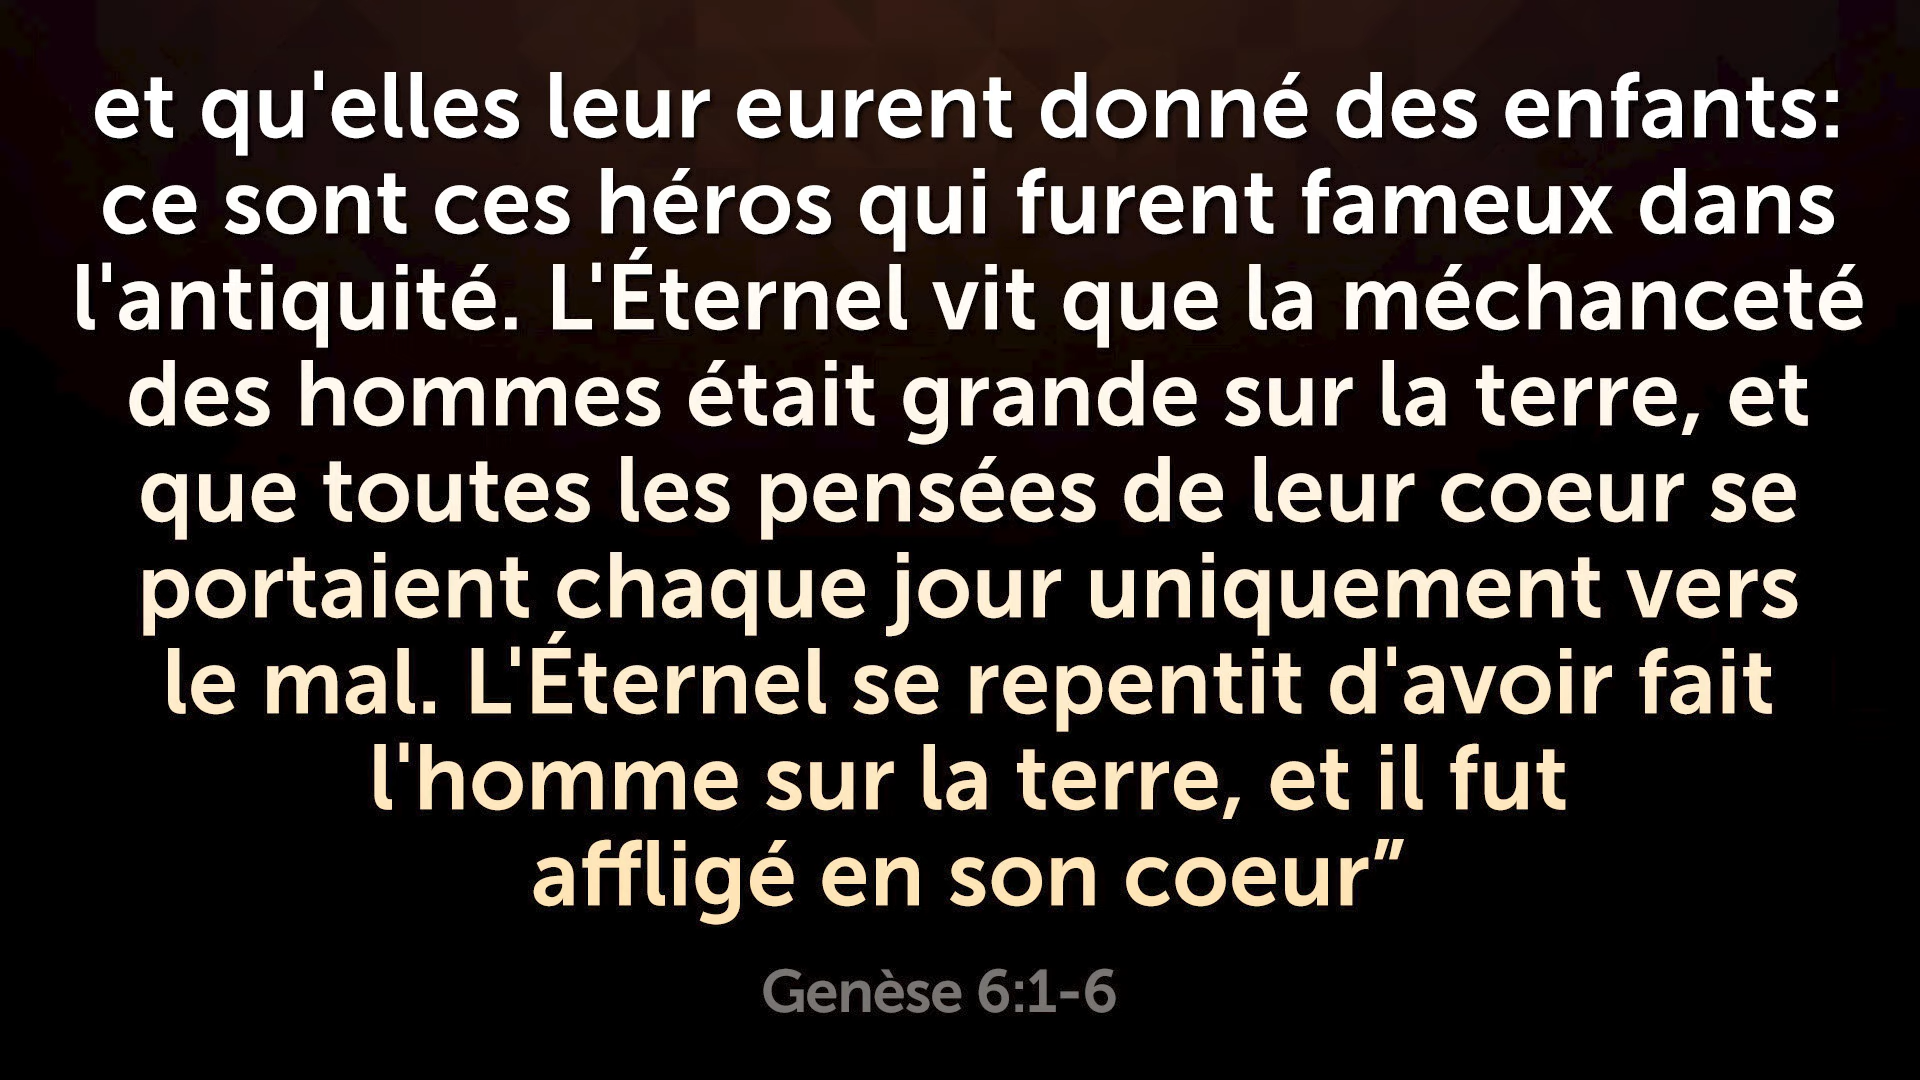 et qu'elles leur eurent donné des enfants:
ce sont ces héros qui furent fameux dans
l'antiquité. L'Éternel vit que la méchanceté
des hommes était grande sur la terre, et
que toutes les pensées de leur coeur se
portaient chaque jour uniquement vers
le mal. L'Éternel se repentit d'avoir fait
l'homme sur la terre, et il fut
affligé en son coeur”
Genèse 6:1-6